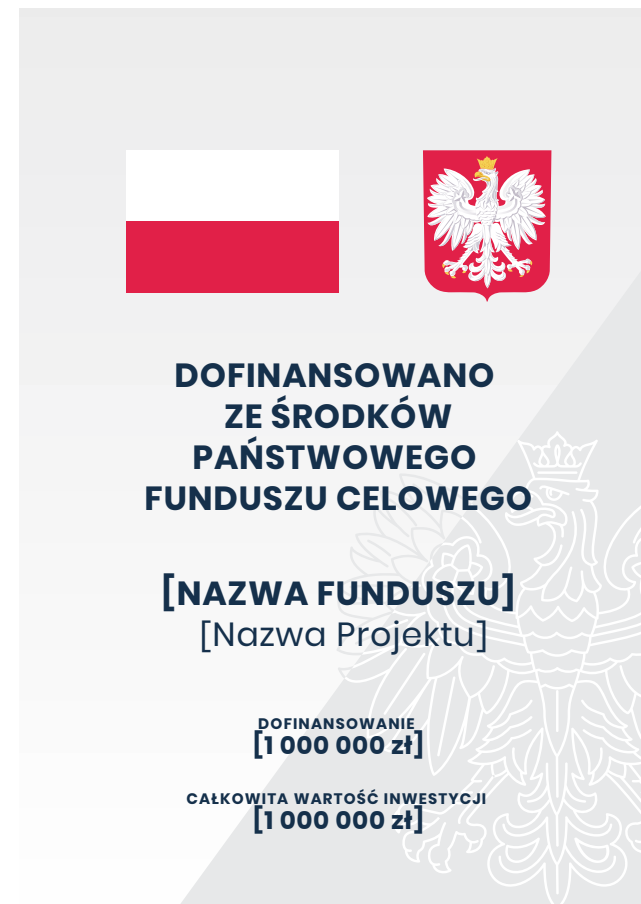 DOFINANSOWANO
ZE ŚRODKÓW
PAŃSTWOWEGO
FUNDUSZU CELOWEGO
[NAZWA FUNDUSZU]
[Nazwa Projektu]
DOFINANSOWANIE
[1 000 000 zł]
CAŁKOWITA WARTOŚĆ INWESTYCJI
[1 000 000 zł]